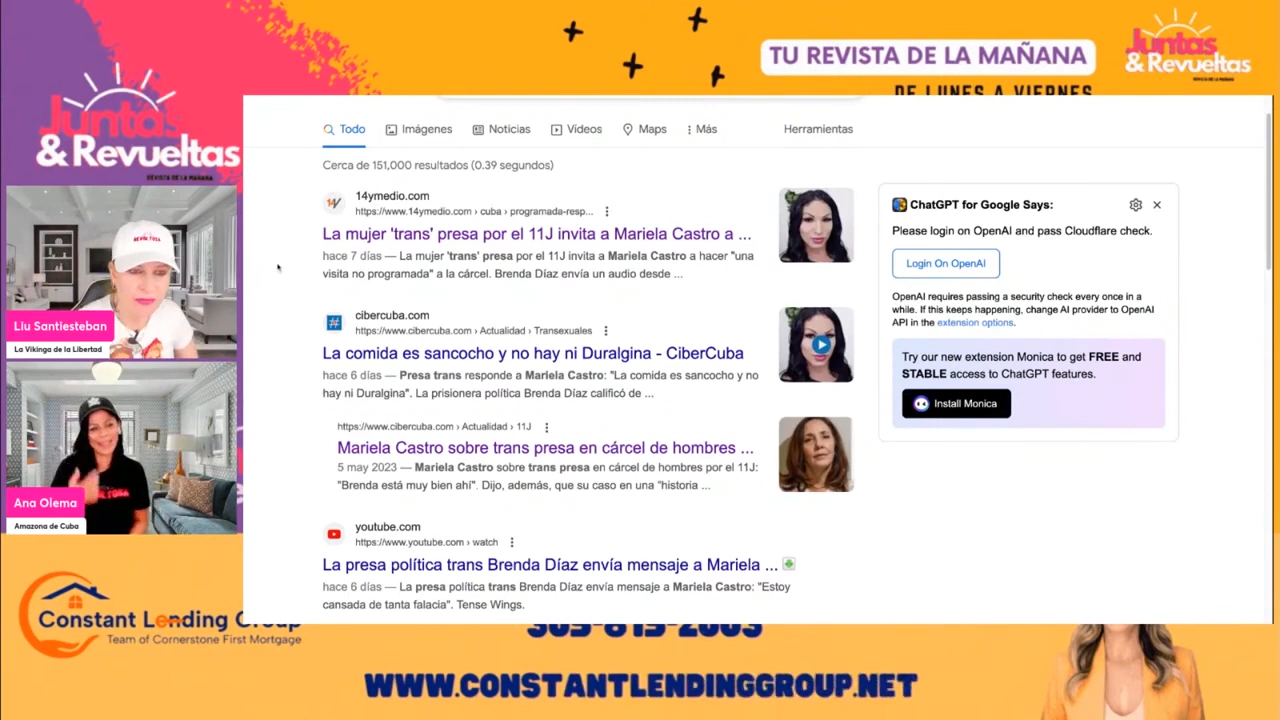 TU REVISTA DE LA MAÑANA
DE LUNES A VIERNES
Juntas
& Revueltas
REVISTA DE LA MAÑANA
Juntas
& Revueltas
REVISTA DE LA MAÑANA
Liu Santiesteban
La Vikinga de la Libertad
Ana Olema
Amazona de Cuba
Todo
Imágenes
Noticias
Vídeos
Maps
Más
Herramientas
Cerca de 151,000 resultados (0.39 segundos)
14ymedio.com
https://www.14ymedio.com › cuba › programada-resp...
La mujer 'trans' presa por el 11J invita a Mariela Castro a ...
hace 7 días — La mujer 'trans' presa por el 11J invita a Mariela Castro a hacer "una
visita no programada" a la cárcel. Brenda Díaz envía un audio desde ...
cibercuba.com
https://www.cibercuba.com › Actualidad › Transexuales
La comida es sancocho y no hay ni Duralgina - CiberCuba
hace 6 días — Presa trans responde a Mariela Castro: "La comida es sancocho y no
hay ni Duralgina". La prisionera política Brenda Díaz calificó de ...
https://www.cibercuba.com › Actualidad › 11J
Mariela Castro sobre trans presa en cárcel de hombres ...
5 may 2023 — Mariela Castro sobre trans presa en cárcel de hombres por el 11J:
"Brenda está muy bien ahí". Dijo, además, que su caso en una "historia ...
youtube.com
https://www.youtube.com › watch
La presa política trans Brenda Díaz envía mensaje a Mariela ...
hace 6 días — La presa política trans Brenda Díaz envía mensaje a Mariela Castro: "Estoy
cansada de tanta falacia". Tense Wings.
ChatGPT for Google Says:
Please login on OpenAI and pass Cloudflare check.
Login On OpenAI
OpenAI requires passing a security check every once in a
while. If this keeps happening, change AI provider to OpenAI
API in the extension options.
Try our new extension Monica to get FREE and
STABLE access to ChatGPT features.
Install Monica
Constant Lending Group
Team of Cornerstone First Mortgage
WWW.CONSTANTLENDINGGROUP.NET